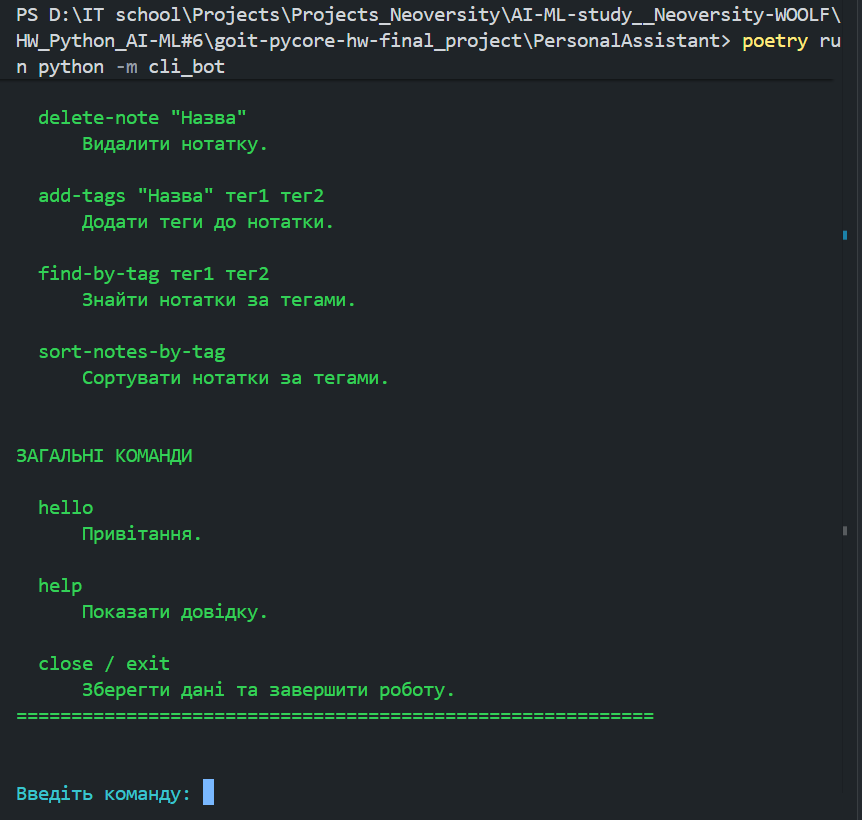 PS D:\IT school\Projects\Projects_Neoversity\AI-ML-study__Neoversity-WOOLF\
HW_Python_AI-ML#6\goit-pycore-hw-final_project\PersonalAssistant> poetry ru
n python -m cli_bot
delete-note "Назва"
Видалити нотатку.
add-tags "Назва" тег1 тег2
Додати теги до нотатки.
find-by-tag тег1 тег2
Знайти нотатки за тегами.
sort-notes-by-tag
Сортувати нотатки за тегами.
ЗАГАЛЬНІ КОМАНДИ
hello
Привітання.
help
Показати довідку.
close / exit
Зберегти дані та завершити роботу.
==========================================================
Введіть команду: